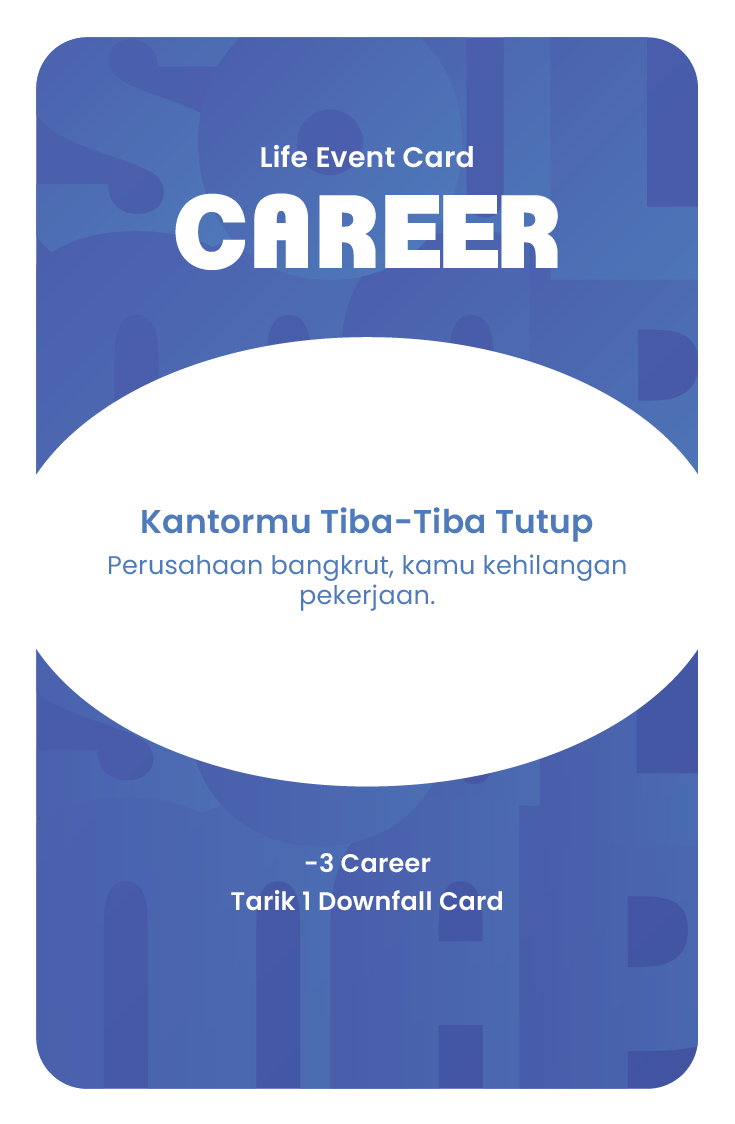 Life Event Card
CAREER
Kantormu Tiba-Tiba Tutup
Perusahaan bangkrut, kamu kehilangan
pekerjaan.
-3 Career
Tarik 1 Downfall Card